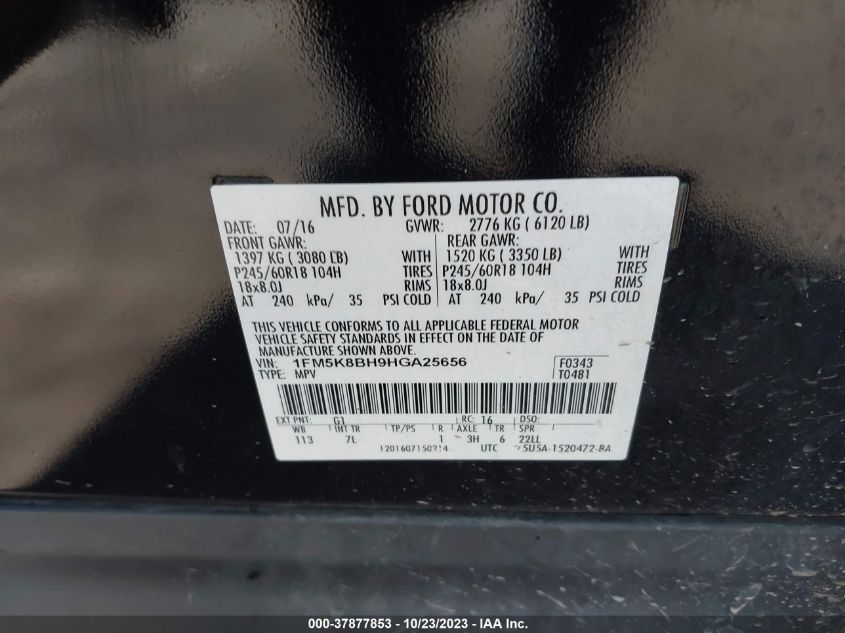 MFD. BY FORD MOTOR CO.
DATE: 07/16 GVWR: 2776 KG ( 6120 LB)
FRONT GAWR: REAR GAWR:
1397 KG ( 3080 LB) WITH 1520 KG ( 3350 LB) WITH
P245/60R18 104H TIRES P245/60R18 104H TIRES
18x8.0J RIMS 18x8.0J RIMS
AT 240 kPa/ 35 PSI COLD AT 240 kPa/ 35 PSI COLD
THIS VEHICLE CONFORMS TO ALL APPLICABLE FEDERAL MOTOR
VEHICLE SAFETY STANDARDS IN EFFECT ON THE DATE OF
MANUFACTURE SHOWN ABOVE.
VIN: 1FM5K8BH9HGA25656 F0343
TYPE: MPV T0481
EXT PNT: G1 RC: 16 DSO:
WB INT TR TP/PS R AXLE TR SPR
113 7L 1 3H 6 22LL
UTC
000-37877853 - 10/23/2023 - IAA Inc.